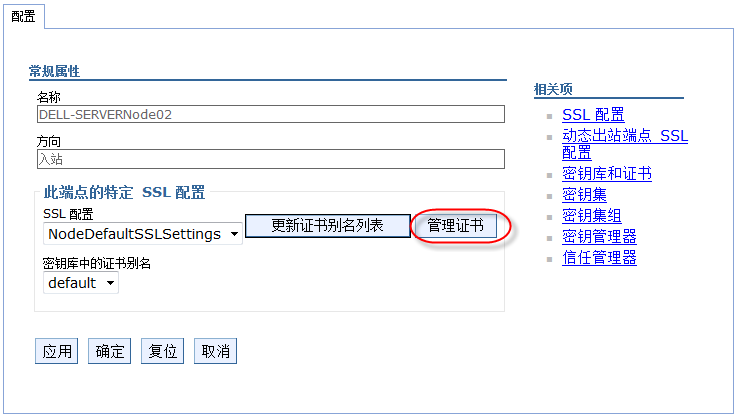 配置
常规属性
名称
DELL-SERVERNode02
方向
入站
此端点的特定 SSL 配置
SSL 配置
NodeDefaultSSLSettings
更新证书别名列表
管理证书
密钥库中的证书别名
default
应用
确定
复位
取消
相关项
SSL 配置
动态出站端点 SSL
配置
密钥库和证书
密钥集
密钥集组
密钥管理器
信任管理器